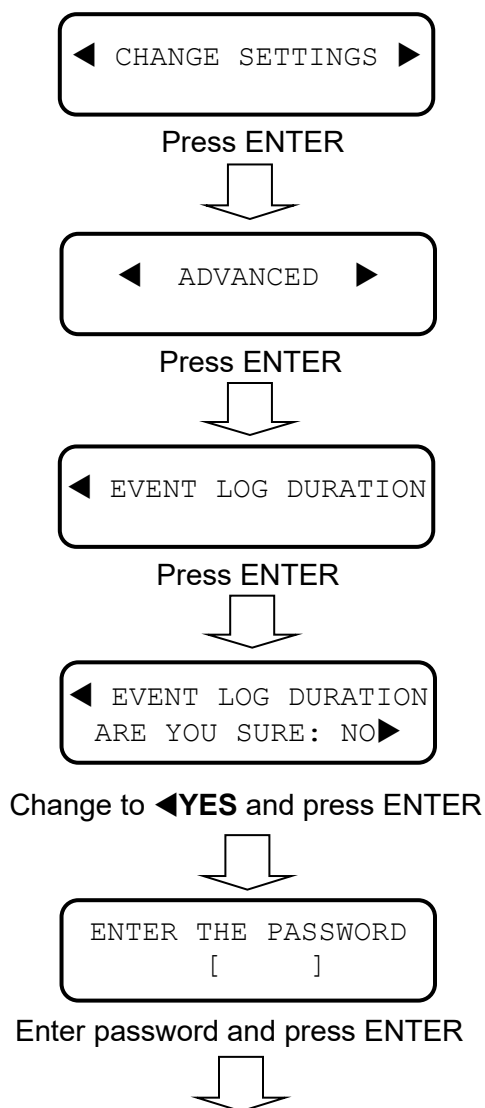 ◀ CHANGE SETTINGS ▶
Press ENTER
◀ ADVANCED ▶
Press ENTER
◀ EVENT LOG DURATION
Press ENTER
◀ EVENT LOG DURATION
ARE YOU SURE: NO▶
Change to ◀YES and press ENTER
ENTER THE PASSWORD
[ ]
Enter password and press ENTER